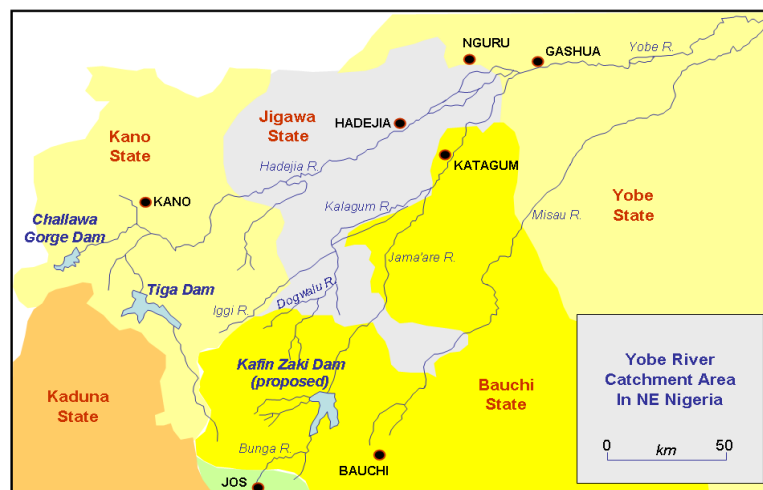 NGURU
GASHUA
Yobe R.
Jigawa
State
HADEJIA
Kano
State
Hadejia R.
KATAGUM
KANO
Kalagum R.
Yobe
State
Misau R.
Challawa
Gorge Dam
Jama'are R.
Tiga Dam
Dogwalu R.
Iggi R.
Kafin Zaki Dam
(proposed)
Kaduna
State
Bauchi
State
Yobe River
Catchment Area
In NE Nigeria
0
km
50
Bunga R.
BAUCHI
JOS